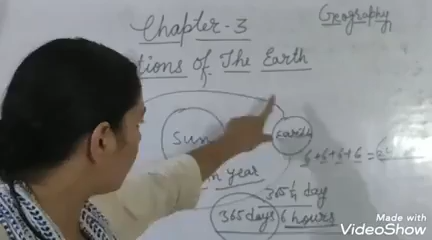 Geography
Chapter-3
of The Earth
Sun
Earth
6+6+6+6=
year
365¼ day
365 days 6 hours
Made with
VideoShow